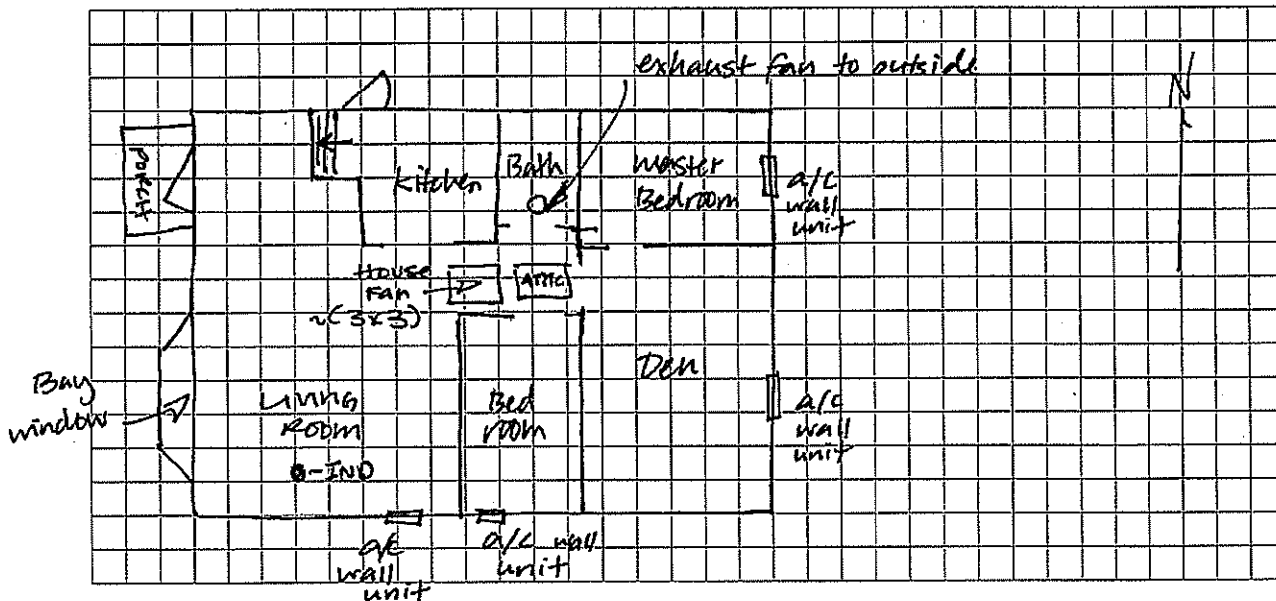 exhaust fan to outside
N
PORCH
Kitchen
Bath
Master
Bedroom
a/c
wall
unit
House
Fan
~(3x3)
ATTIC
Bay
window
Living
Room
-IND
Bed
room
Den
a/c
wall
unit
a/c
wall
unit
a/c wall
unit